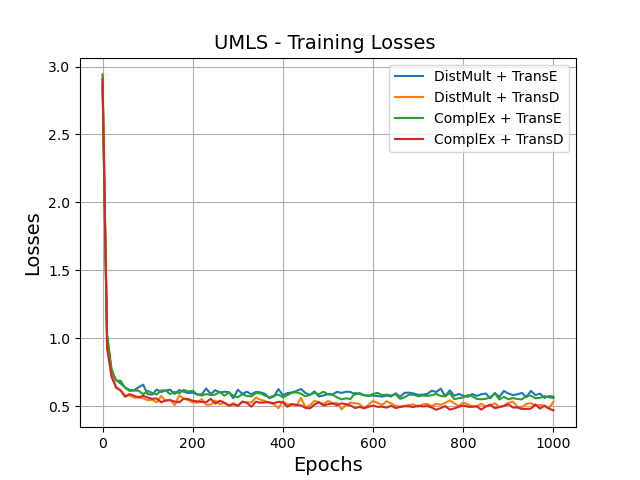 UMLS - Training Losses
Losses
3.0
2.5
2.0
1.5
1.0
0.5
DistMult + TransE
DistMult + TransD
ComplEx + TransE
ComplEx + TransD
0
200
400
600
800
1000
Epochs